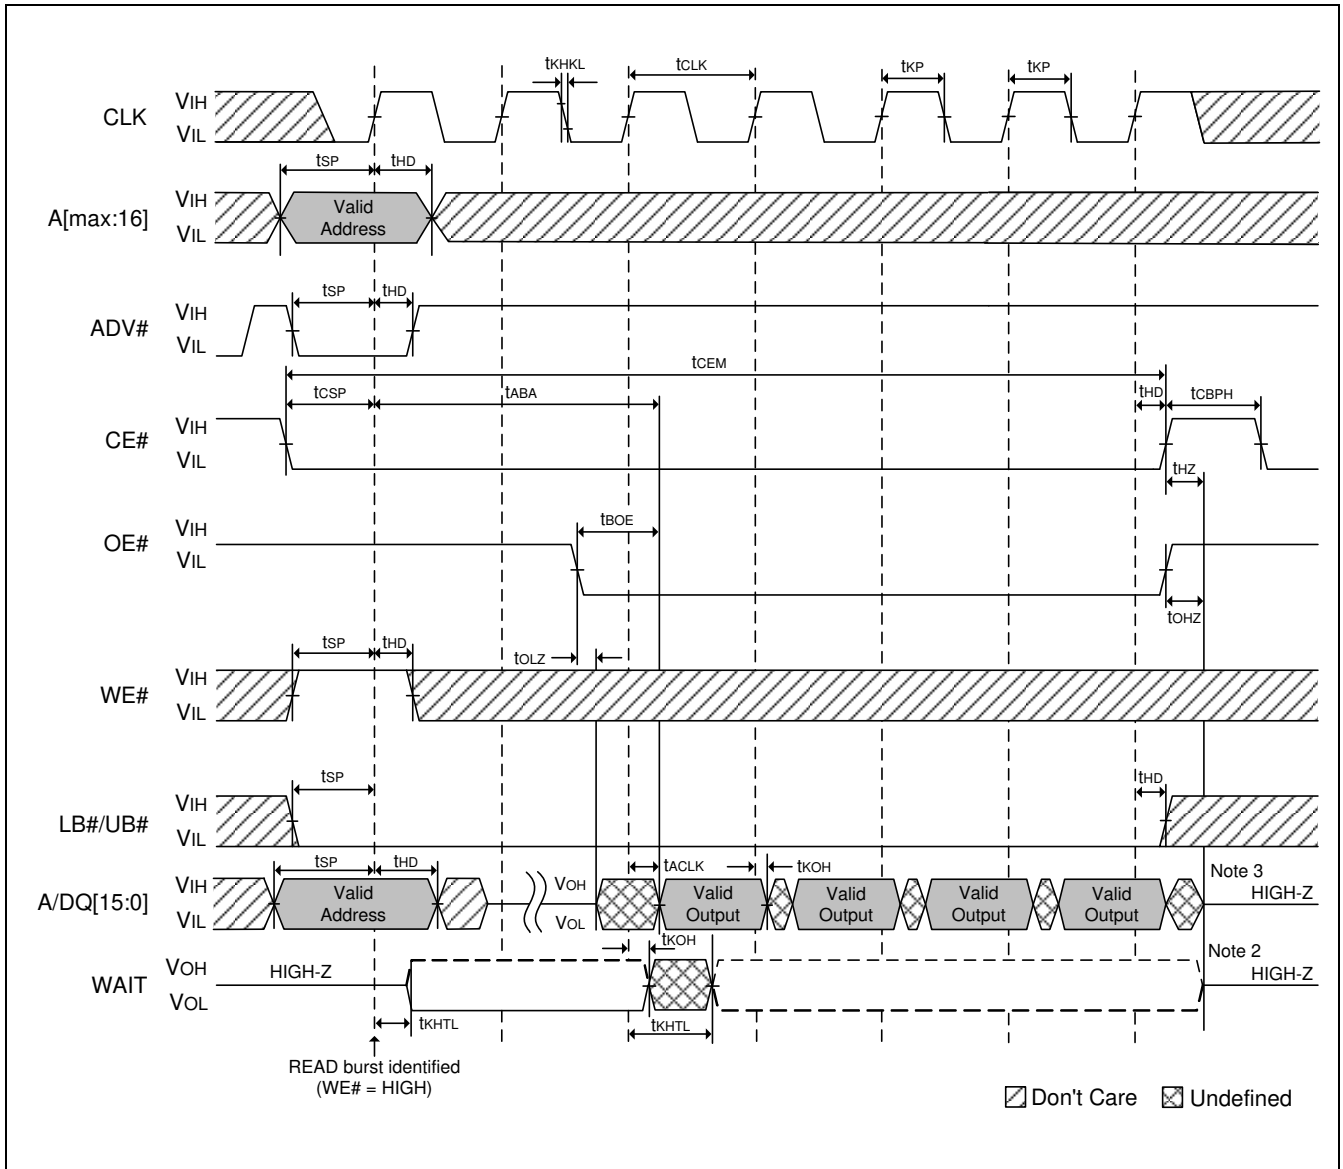 tKHKL tCLK tKP tKP
CLK VIH
VIL
tSP tHD
A[max:16] VIH
VIL
Valid
Address
tSP tHD
ADV# VIH
VIL
tCEM
tCSP tABA tHD tCBPH
CE# VIH
VIL
tHZ
tBOE
OE# VIH
VIL
tOHZ
tSP tHD tOLZ
WE# VIH
VIL
tSP tHD
LB#/UB# VIH
VIL
tSP tHD tACLK tKOH
A/DQ[15:0] VIH
VIL
Valid
Address
VOH
VOL
Valid
Output
Valid
Output
Valid
Output
Valid
Output
Note 3
HIGH-Z
tKOH
WAIT VOH
VOL
HIGH-Z
Note 2
HIGH-Z
tKHTL tKHTL
READ burst identified
(WE# = HIGH)
Don't Care Undefined